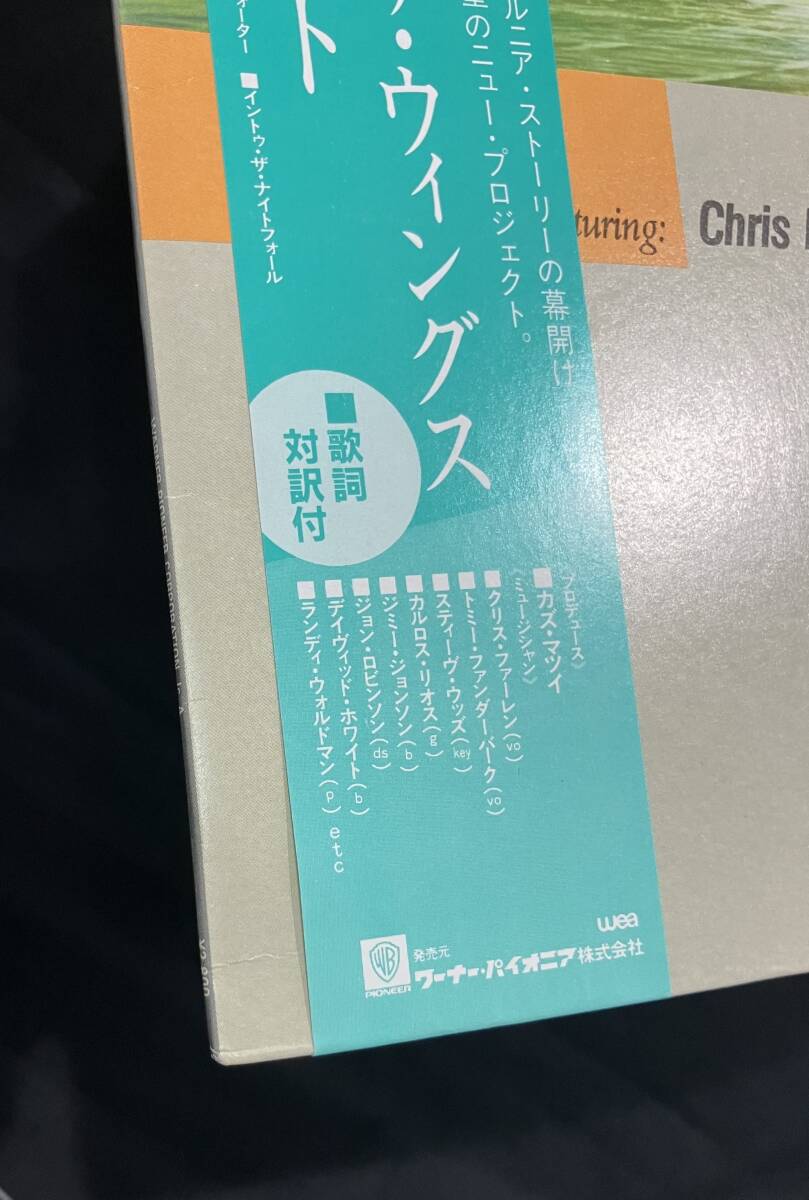 ルニア・ストーリーの幕開け
のニュー・プロジェクト。
・ウィングス
ト
ォーター
■イントゥ・ザ・ナイトフォール
turing:
Chris
■歌詞
対訳付
プロデュース〉
■カズ・マツイ
〈ミュージシャン〉
■クリス・ファーレン(vo)
■トミー・ファンダーバーク(vo)
■スティーヴ・ウッズ(key)
■カルロス・リオス(g)
■ジミー・ジョンソン(b)
■ジョン・ロビンソン(ds)
■デイヴィッド・ホワイト(b)
■ランディ・ウォルドマン(p) etc
wea
WB
PIONEER
発売元
ワーナー・パイオニア株式会社
WARNER-PIONEER CORPORATION